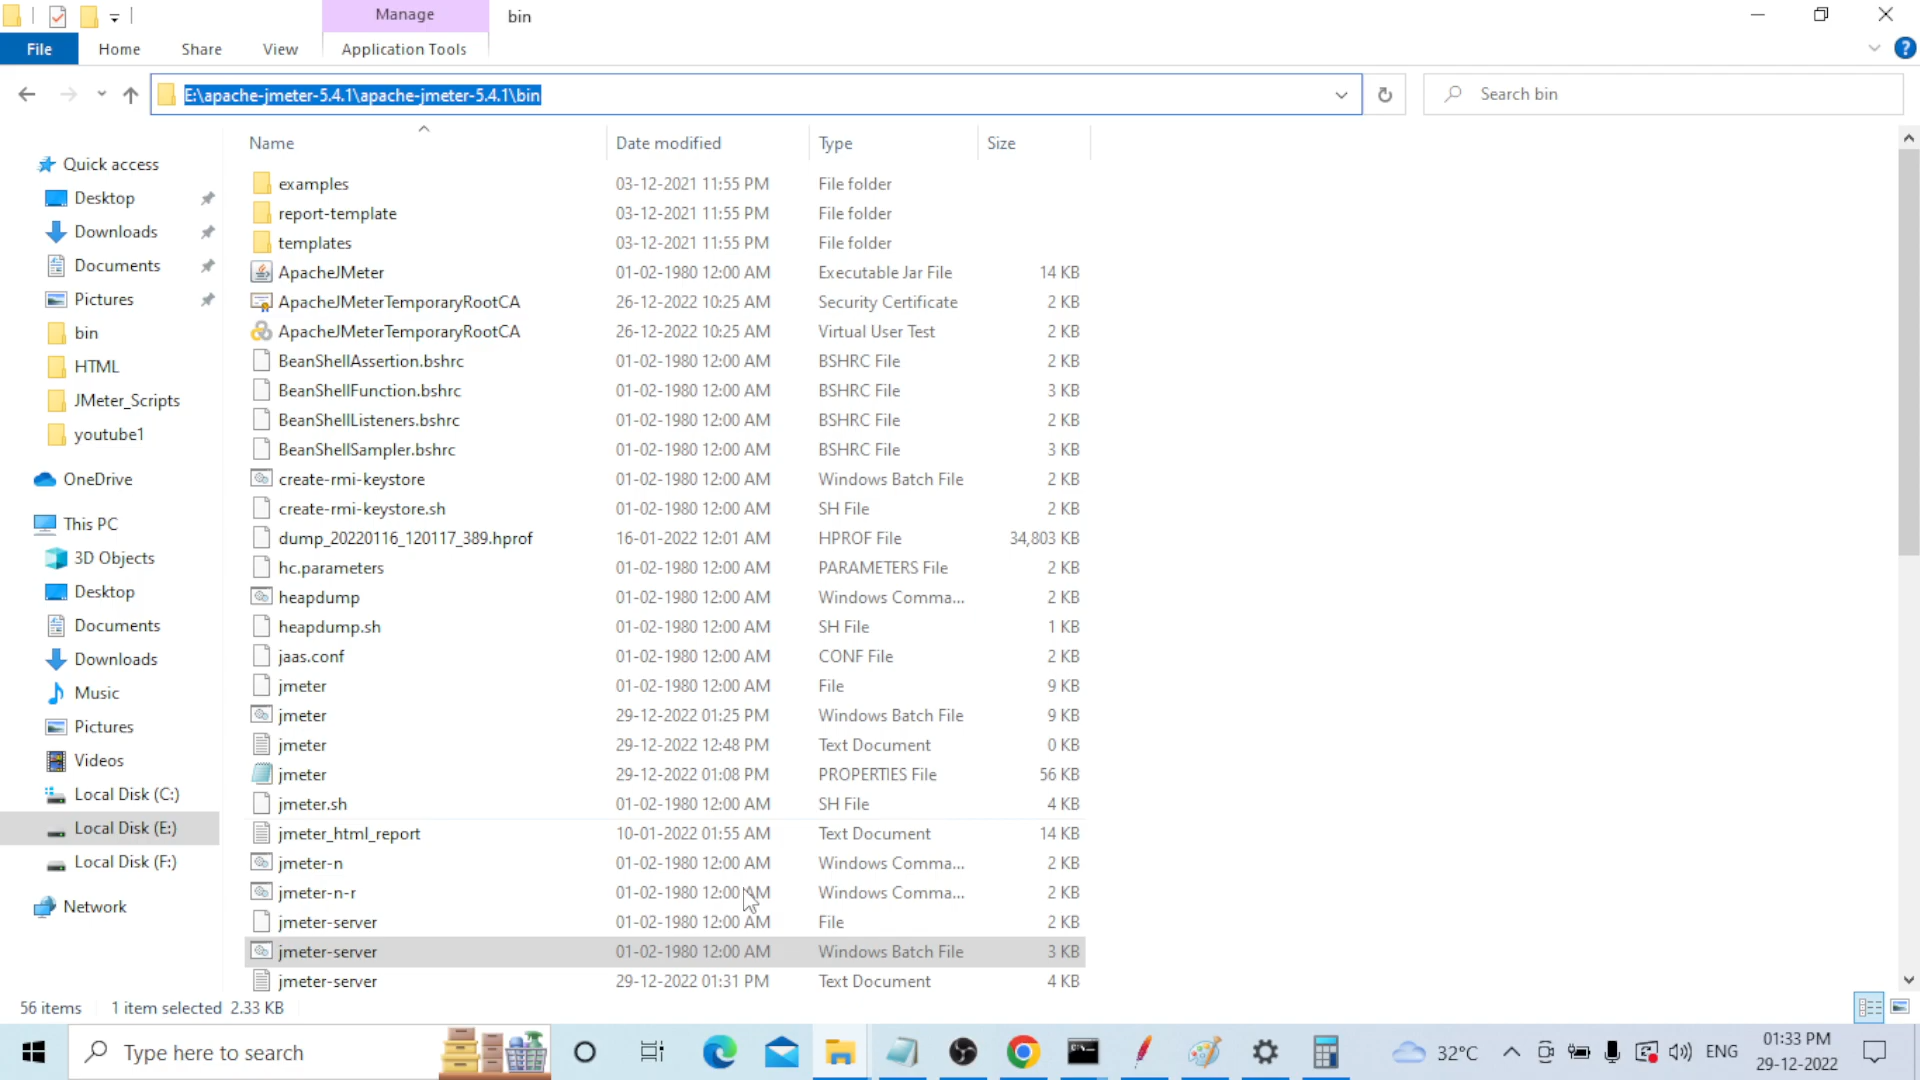 Manage
bin
File
Home
Share
View
Application Tools
E:\apache-jmeter-5.4.1\apache-jmeter-5.4.1\bin
Search bin
Name
Date modified
Type
Size
Quick access
Desktop
Downloads
Documents
Pictures
bin
HTML
JMeter_Scripts
youtube1
OneDrive
This PC
3D Objects
Desktop
Documents
Downloads
Music
Pictures
Videos
Local Disk (C:)
Local Disk (E:)
Local Disk (F:)
Network
examples 03-12-2021 11:55 PM File folder
report-template 03-12-2021 11:55 PM File folder
templates 03-12-2021 11:55 PM File folder
ApacheJMeter 01-02-1980 12:00 AM Executable Jar File 14 KB
ApacheJMeterTemporaryRootCA 26-12-2022 10:25 AM Security Certificate 2 KB
ApacheJMeterTemporaryRootCA 26-12-2022 10:25 AM Virtual User Test 2 KB
BeanShellAssertion.bshrc 01-02-1980 12:00 AM BSHRC File 2 KB
BeanShellFunction.bshrc 01-02-1980 12:00 AM BSHRC File 3 KB
BeanShellListeners.bshrc 01-02-1980 12:00 AM BSHRC File 2 KB
BeanShellSampler.bshrc 01-02-1980 12:00 AM BSHRC File 3 KB
create-rmi-keystore 01-02-1980 12:00 AM Windows Batch File 2 KB
create-rmi-keystore.sh 01-02-1980 12:00 AM SH File 2 KB
dump_20220116_120117_389.hprof 16-01-2022 12:01 AM HPROF File 34,803 KB
hc.parameters 01-02-1980 12:00 AM PARAMETERS File 2 KB
heapdump 01-02-1980 12:00 AM Windows Comma... 2 KB
heapdump.sh 01-02-1980 12:00 AM SH File 1 KB
jaas.conf 01-02-1980 12:00 AM CONF File 2 KB
jmeter 01-02-1980 12:00 AM File 9 KB
jmeter 29-12-2022 01:25 PM Windows Batch File 9 KB
jmeter 29-12-2022 12:48 PM Text Document 0 KB
jmeter 29-12-2022 01:08 PM PROPERTIES File 56 KB
jmeter.sh 01-02-1980 12:00 AM SH File 4 KB
jmeter_html_report 10-01-2022 01:55 AM Text Document 14 KB
jmeter-n 01-02-1980 12:00 AM Windows Comma... 2 KB
jmeter-n-r 01-02-1980 12:00 AM Windows Comma... 2 KB
jmeter-server 01-02-1980 12:00 AM File 2 KB
jmeter-server 01-02-1980 12:00 AM Windows Batch File 3 KB
jmeter-server 29-12-2022 01:31 PM Text Document 4 KB
56 items 1 item selected 2.33 KB
Type here to search
32°C
ENG
01:33 PM
29-12-2022